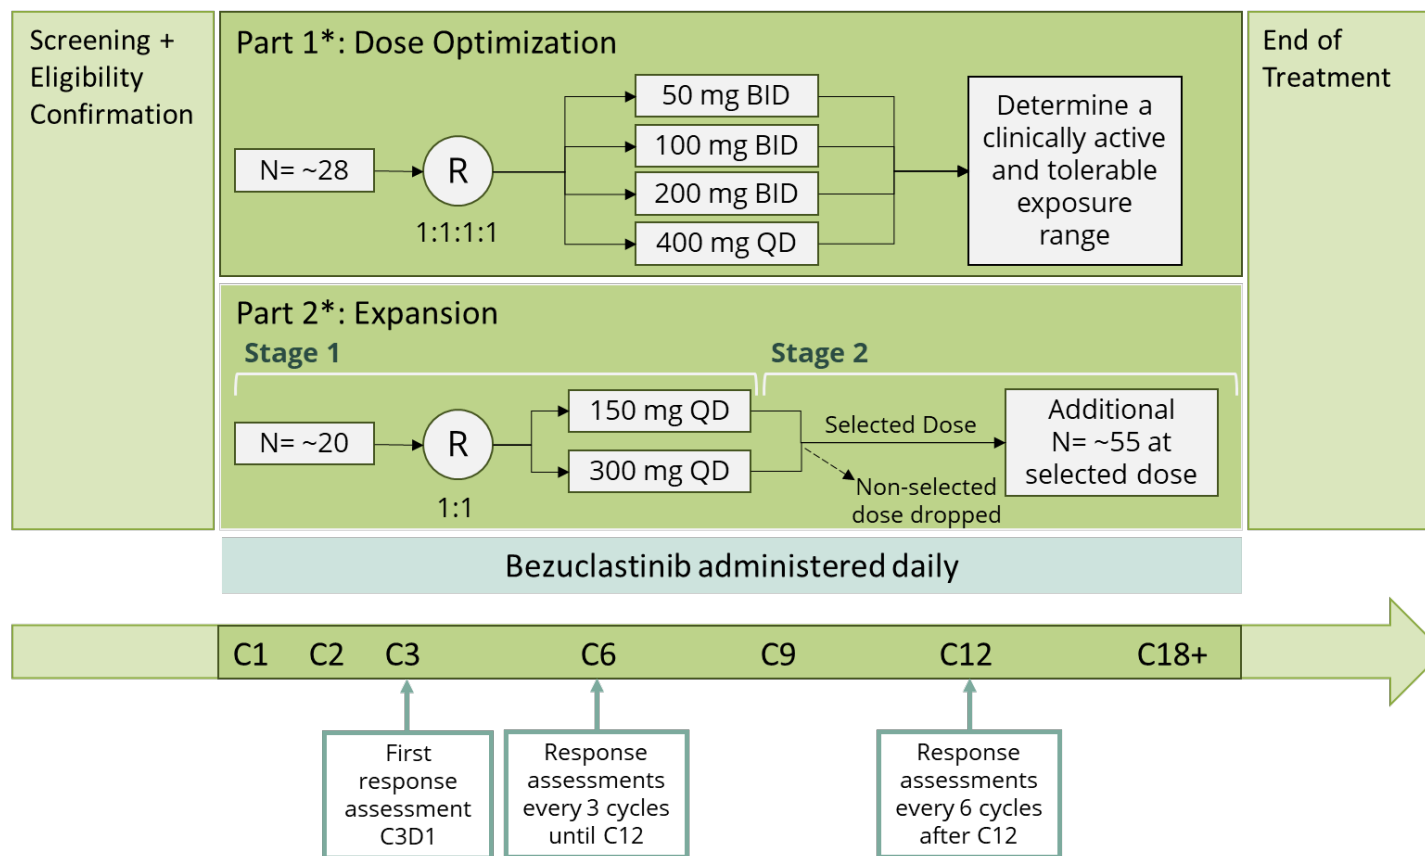 Screening +
Eligibility
Confirmation
Part 1*: Dose Optimization
N= ~28
R
1:1:1:1
50 mg BID
100 mg BID
200 mg BID
400 mg QD
Determine a
clinically active
and tolerable
exposure
range
End of
Treatment
Part 2*: Expansion
Stage 1
Stage 2
N= ~20
R
1:1
150 mg QD
300 mg QD
Selected Dose
Non-selected
dose dropped
Additional
N= ~55 at
selected dose
Bezuclastinib administered daily
C1 C2 C3 C6 C9 C12 C18+
First
response
assessment
C3D1
Response
assessments
every 3 cycles
until C12
Response
assessments
every 6 cycles
after C12